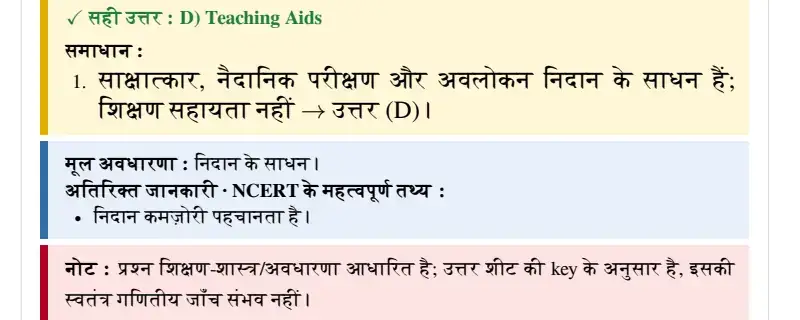 ✓ सही उत्तर : D) Teaching Aids
समाधान :
1. साक्षात्कार, नैदानिक परीक्षण और अवलोकन निदान के साधन हैं;
शिक्षण सहायता नहीं → उत्तर (D)।
मूल अवधारणा : निदान के साधन।
अतिरिक्त जानकारी · NCERT के महत्वपूर्ण तथ्य :
• निदान कमज़ोरी पहचानता है।
नोट : प्रश्न शिक्षण-शास्त्र/अवधारणा आधारित है; उत्तर शीट की key के अनुसार है, इसकी
स्वतंत्र गणितीय जाँच संभव नहीं।